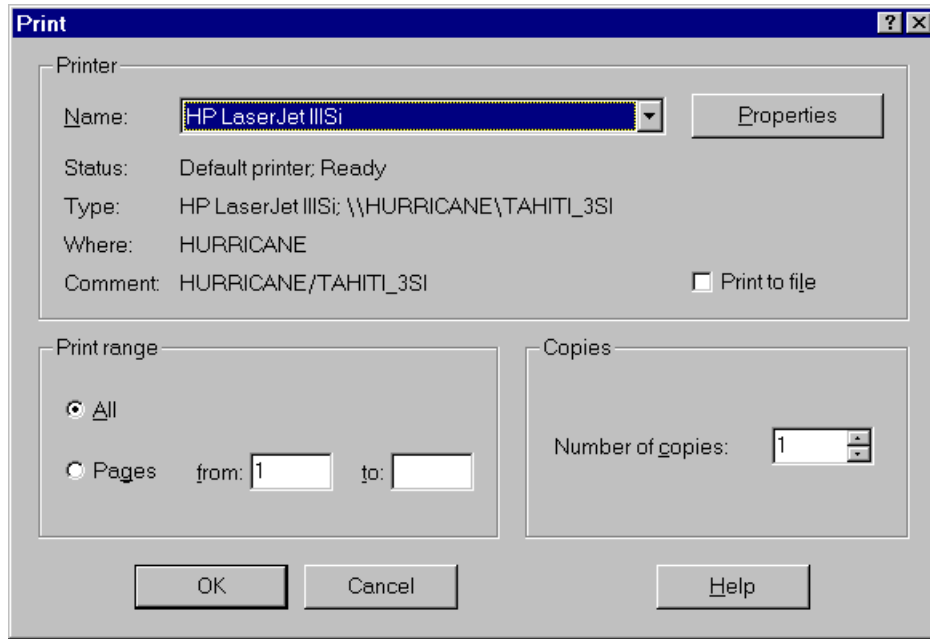 Print
Printer
Name: HP LaserJet IIISi Properties
Status: Default printer; Ready
Type: HP LaserJet IIISi; \\HURRICANE\TAHITI_3SI
Where: HURRICANE
Comment: HURRICANE/TAHITI_3SI Print to file
Print range
All
Pages from: 1 to:
Copies
Number of copies: 1
OK Cancel Help